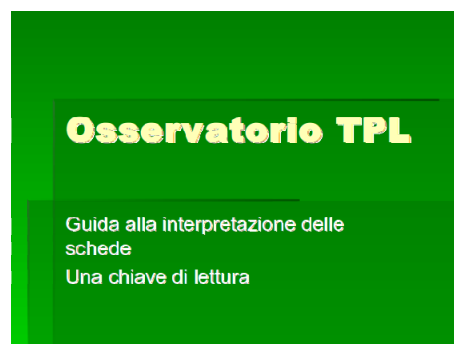 Osservatorio TPL
Guida alla interpretazione delle
schede
Una chiave di lettura